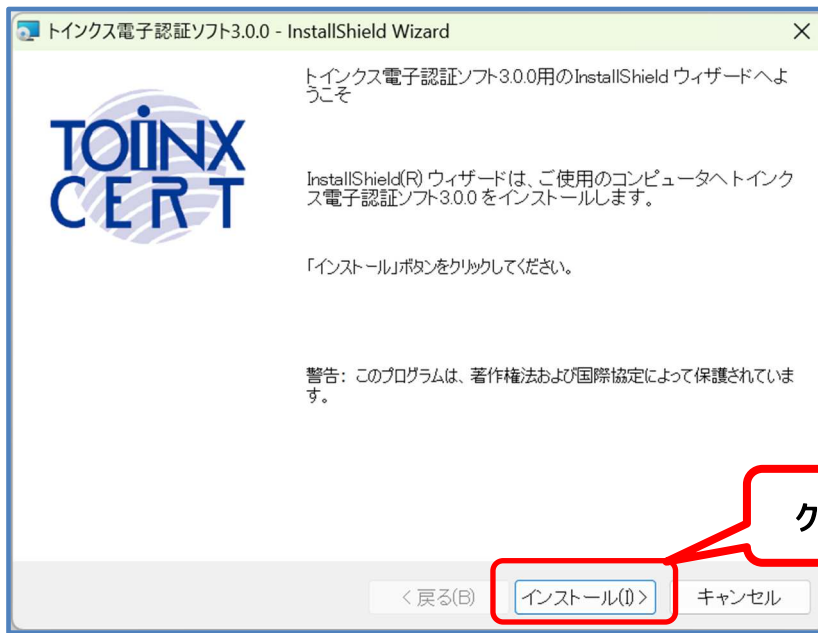 トインクス電子認証ソフト3.0.0 - InstallShield Wizard
TOiNX
CERT
トインクス電子認証ソフト3.0.0用のInstallShield ウィザードへよ
うこそ
InstallShield(R) ウィザードは、ご使用のコンピュータへトインク
ス電子認証ソフト3.0.0 をインストールします。
「インストール」ボタンをクリックしてください。
警告: このプログラムは、著作権法および国際協定によって保護されていま
す。
ク
< 戻る(B)
インストール(I) >
キャンセル